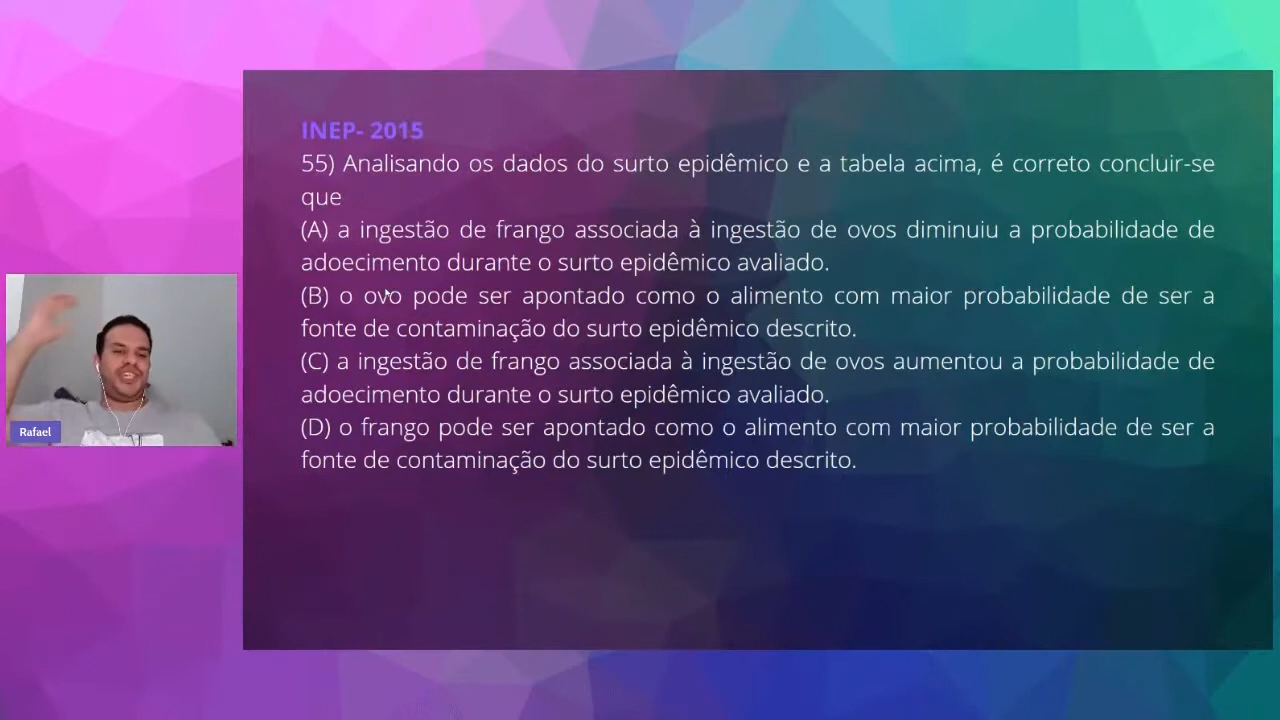 INEP- 2015
55) Analisando os dados do surto epidêmico e a tabela acima, é correto concluir-se
que
(A) a ingestão de frango associada à ingestão de ovos diminuiu a probabilidade de
adoecimento durante o surto epidêmico avaliado.
(B) o ovo pode ser apontado como o alimento com maior probabilidade de ser a
fonte de contaminação do surto epidêmico descrito.
(C) a ingestão de frango associada à ingestão de ovos aumentou a probabilidade de
adoecimento durante o surto epidêmico avaliado.
(D) o frango pode ser apontado como o alimento com maior probabilidade de ser a
fonte de contaminação do surto epidêmico descrito.
Rafael